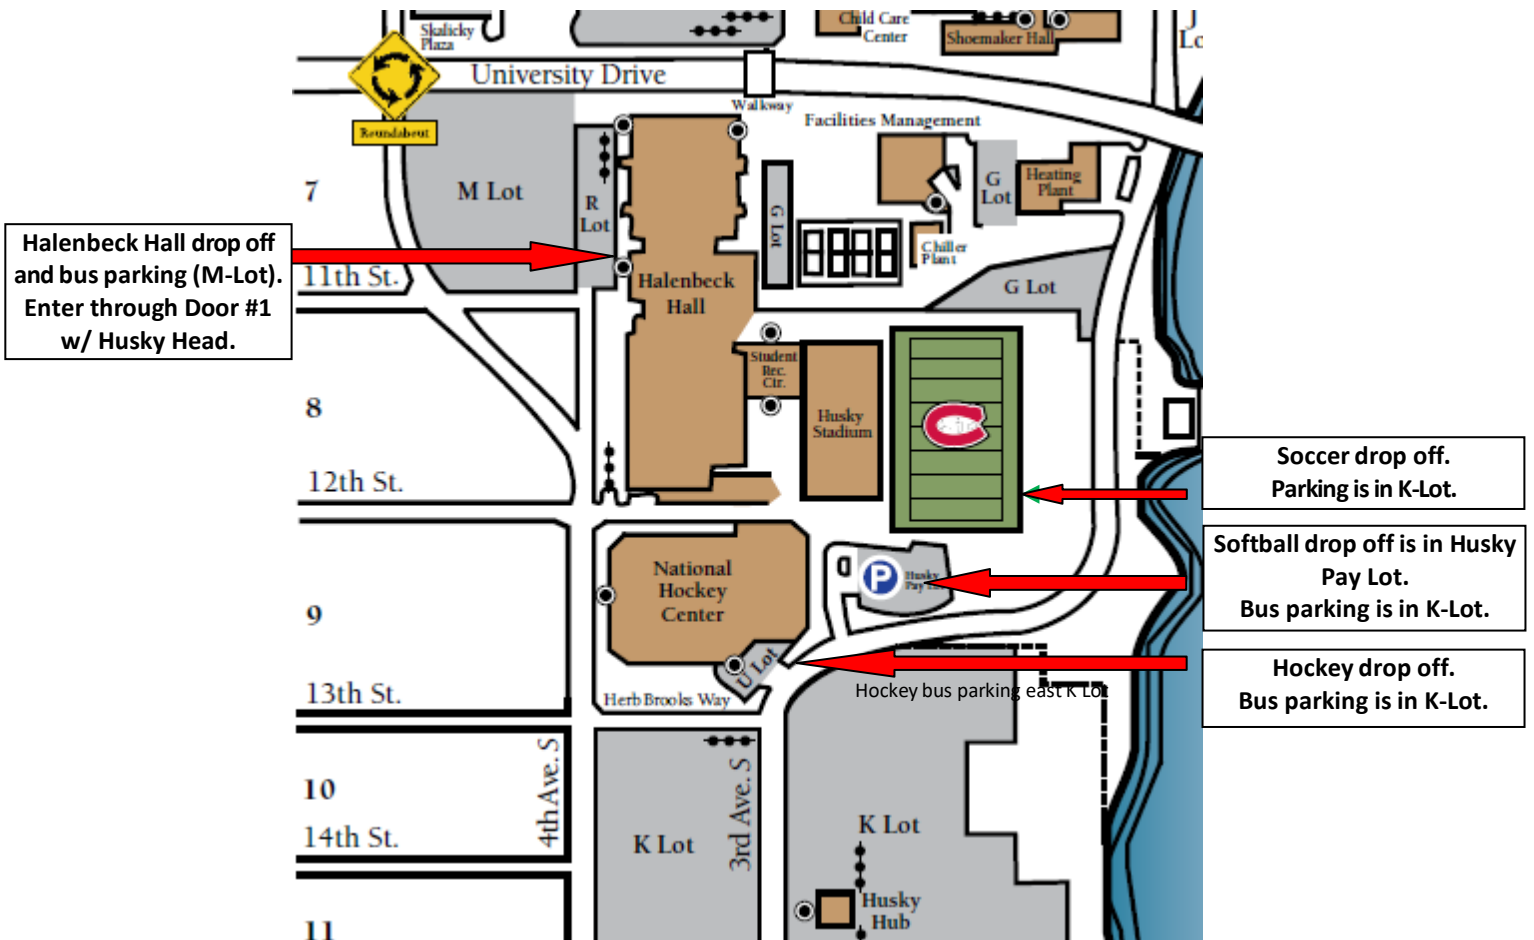 Skalicky
Plaza
Child Care
Center
Shoemaker Hall
J
Lo
University Drive
Walkway
Roundabout
Facilities Management
7
M Lot
R
Lot
G Lot
G
Lot
Heating
Plant
Chiller
Plant
Halenbeck Hall drop off
and bus parking (M-Lot).
Enter through Door #1
w/ Husky Head.
11th St.
Halenbeck
Hall
G Lot
Student
Rec.
Ctr.
8
Husky
Stadium
C
12th St.
Soccer drop off.
Parking is in K-Lot.
Softball drop off is in Husky
Pay Lot.
Bus parking is in K-Lot.
National
Hockey
Center
P
Husky
Pay Lot
9
U Lot
Hockey drop off.
Bus parking is in K-Lot.
Hockey bus parking east K Lot
13th St.
Herb Brooks Way
10
4th Ave. S
3rd Ave. S
14th St.
K Lot
K Lot
Husky
Hub
11